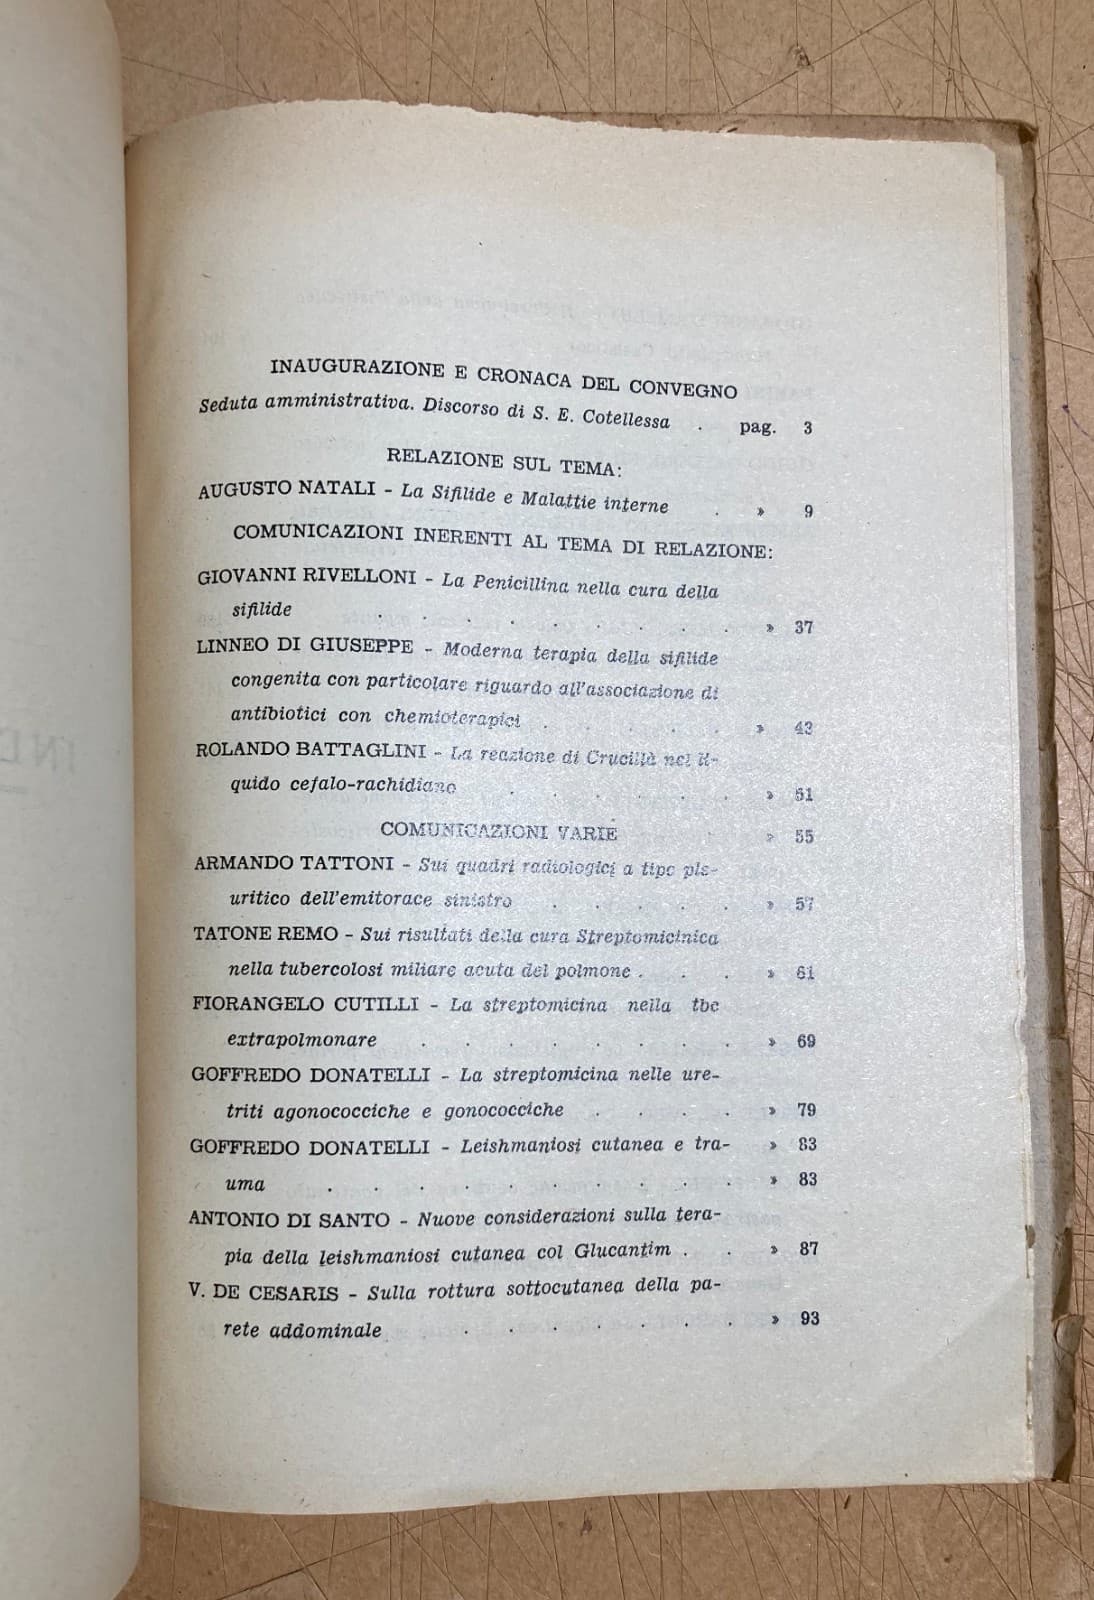 INAUGURAZIONE E CRONACA DEL CONVEGNO
Seduta amministrativa. Discorso di S. E. Cotellessa . pag. 3
RELAZIONE SUL TEMA:
AUGUSTO NATALI - La Sifilide e Malattie interne . » 9
COMUNICAZIONI INERENTI AL TEMA DI RELAZIONE:
GIOVANNI RIVELLONI - La Penicillina nella cura della
sifilide . . . . . . . . . » 37
LINNEO DI GIUSEPPE - Moderna terapia della sifilide
congenita con particolare riguardo all'associazione di
antibiotici con chemioterapici . . . . . » 43
ROLANDO BATTAGLINI - La reazione di Crucillà nel li-
quido cefalo-rachidiano . . . . . . » 51
COMUNICAZIONI VARIE . » 55
ARMANDO TATTONI - Sui quadri radiologici a tipo ple-
uritico dell'emitorace sinistro . . . . . » 57
TATONE REMO - Sui risultati della cura Streptomicinica
nella tubercolosi miliare acuta del polmone . . . » 61
FIORANGELO CUTILLI - La streptomicina nella tbc
extrapolmonare . . . . . . . . » 69
GOFFREDO DONATELLI - La streptomicina nelle ure-
triti agonococciche e gonococciche . . . . » 79
GOFFREDO DONATELLI - Leishmaniosi cutanea e tra- » 83
uma . . . . . . . . . . » 83
ANTONIO DI SANTO - Nuove considerazioni sulla tera-
pia della leishmaniosi cutanea col Glucantim . . » 87
V. DE CESARIS - Sulla rottura sottocutanea della pa-
rete addominale . . . . . . . » 93